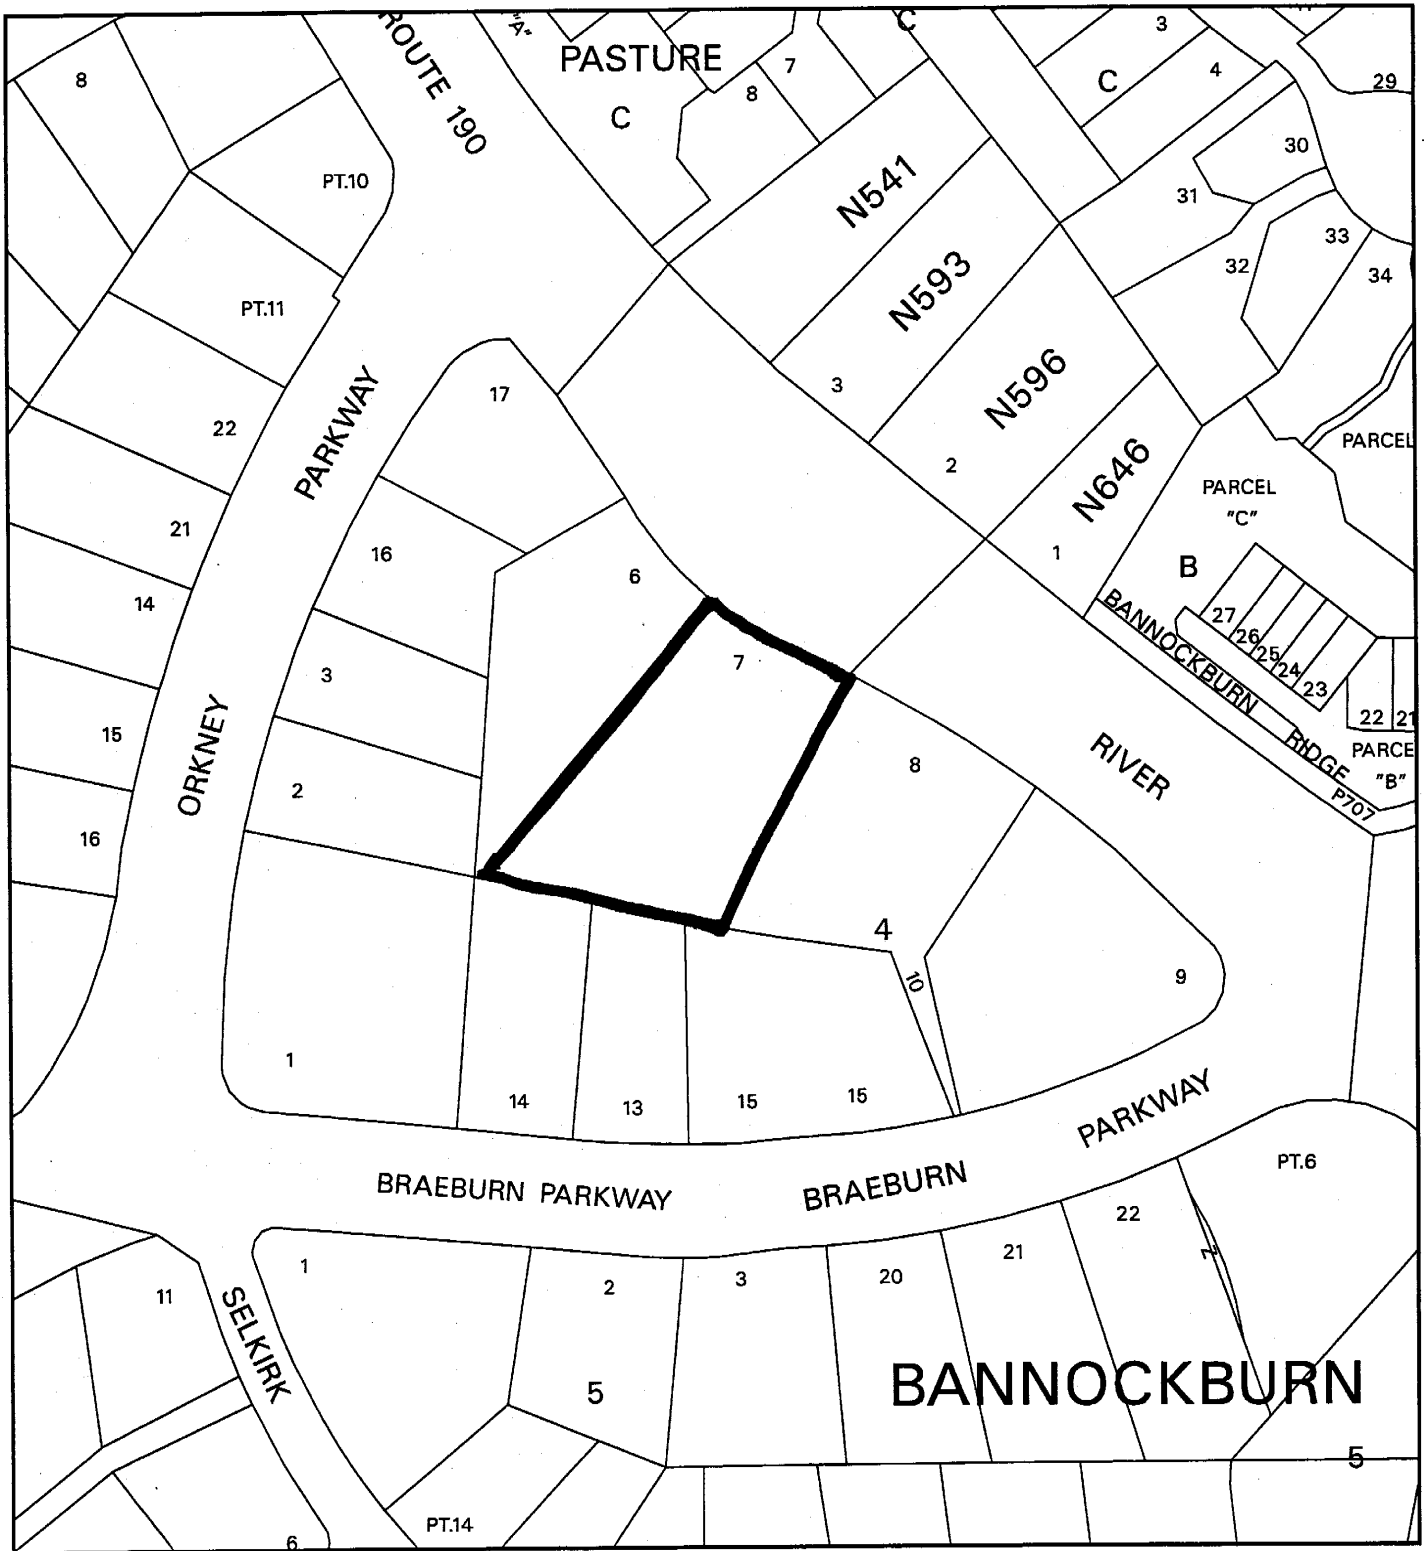 "A"
C
3
ROUTE 190
PASTURE
7
4
8
8
C
C
29
30
PT.10
N541
31
33
32
34
PT.11
N593
3
17
N596
22
PARKWAY
PARCEL
2
N646
PARCEL
"C"
21
16
1
6
B
14
BANNOCKBURN RIDGE
27
26
25
24
23
22
21
7
3
15
ORKNEY
RIVER
PARCE
"B"
8
2
P707
16
4
10
9
1
14
13
15
15
PARKWAY
BRAEBURN PARKWAY
BRAEBURN
PT.6
22
21
1
2
3
20
Z
11
SELKIRK
5
BANNOCKBURN
5
PT.14
6